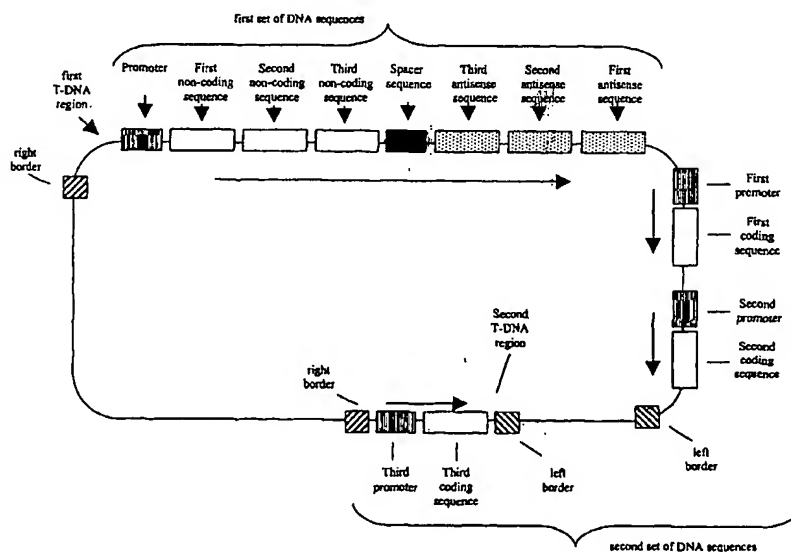 first set of DNA sequences
first
T-DNA
region.
Promoter
First
non-coding
sequence
Second
non-coding
sequence
Third
non-coding
sequence
Spacer
sequence
Third
antisense
sequence
Second
antisense
sequence
First
antisense
sequence
right
border
First
promoter
First
coding
sequence
Second
promoter
Second
coding
sequence
Second
T-DNA
region
right
border
Third
promoter
Third
coding
sequence
left
border
left
border
second set of DNA sequences